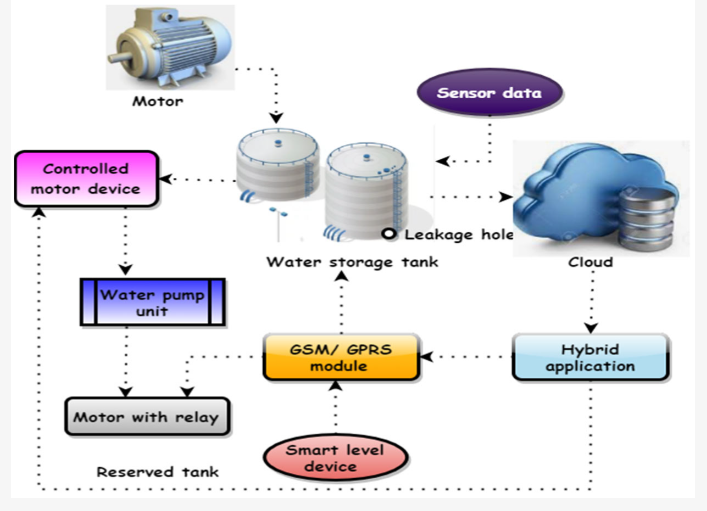 Motor
Sensor data
Controlled
motor device
Leakage hole
Water storage tank
Cloud
Water pump
unit
GSM/ GPRS
module
Hybrid
application
Motor with relay
Smart level
device
Reserved tank